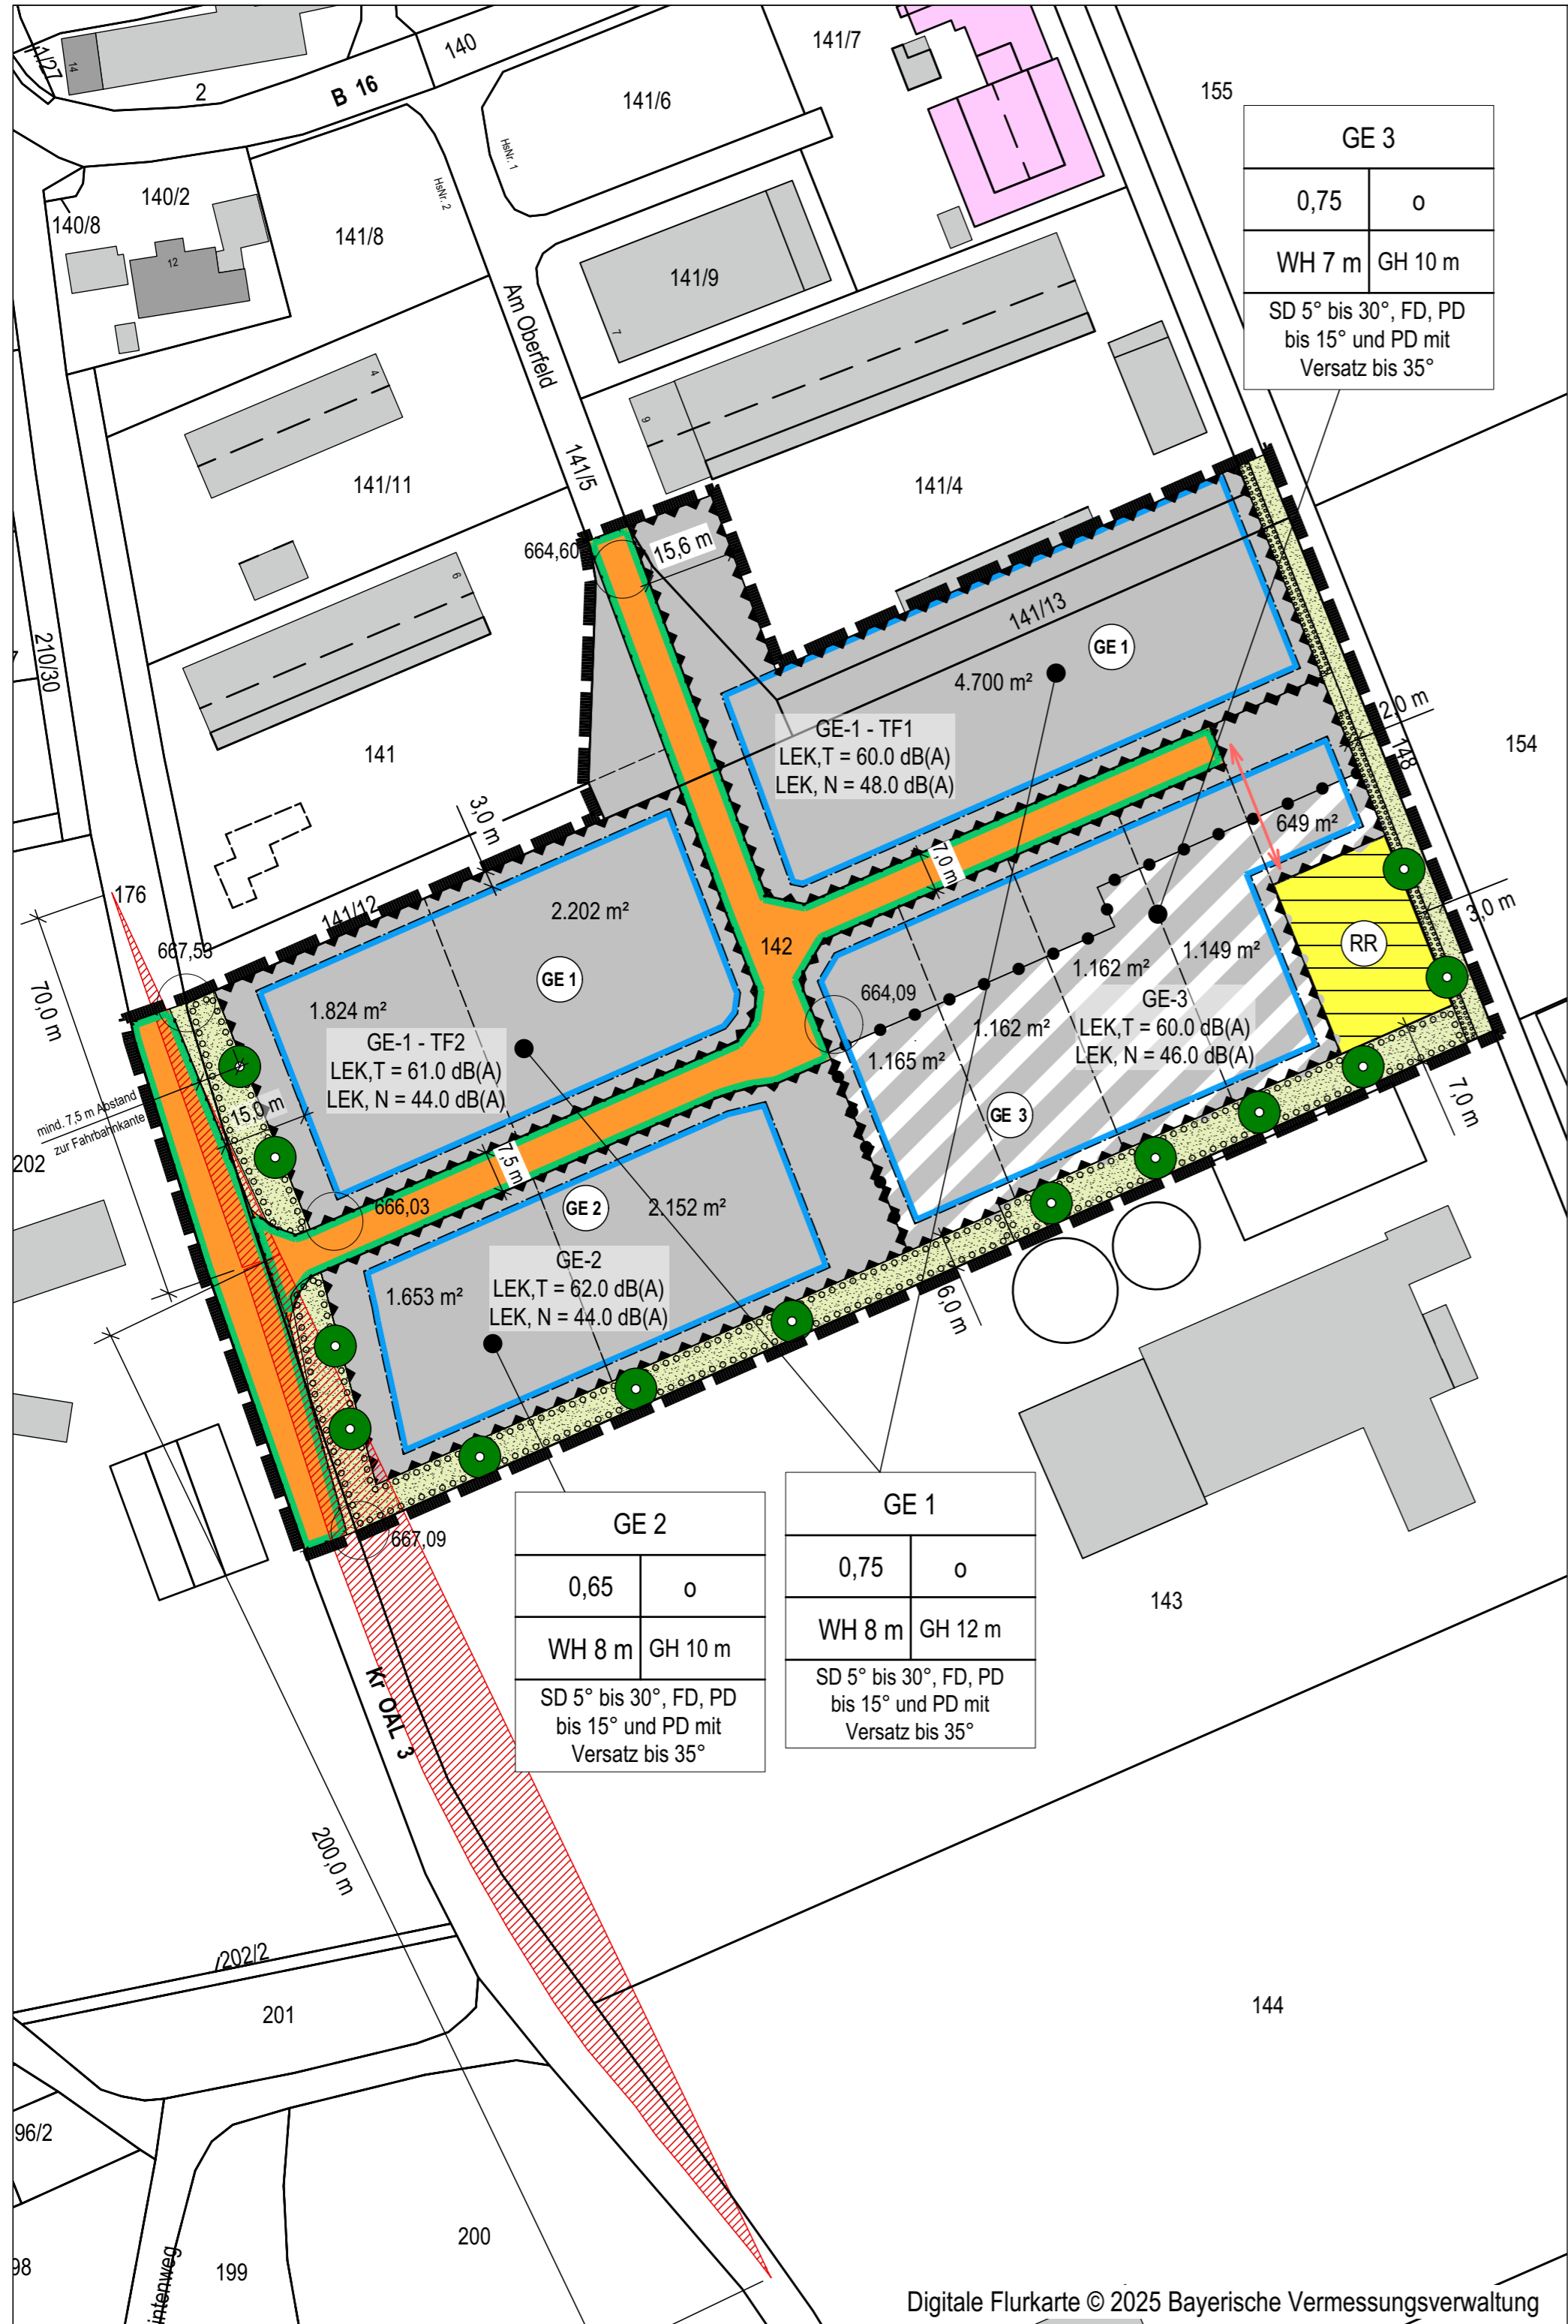 1/27
14
2
B 16
140
141/7
141/6
155
HsNr. 1
HsNr. 2
140/2
140/8
12
141/8
141/9
7
Am Oberfeld
GE 3
0,75
o
WH 7 m
GH 10 m
SD 5° bis 30°, FD, PD
bis 15° und PD mit
Versatz bis 35°
4
9
141/5
141/11
141/4
664,60
15,6 m
6
210/30
141/13
GE 1
4.700 m²
GE-1 - TF1
LEK,T = 60.0 dB(A)
LEK, N = 48.0 dB(A)
2.0 m
148
154
141
3,0 m
649 m²
7,0 m
176
141/12
2.202 m²
142
3,0 m
RR
667,53
70,0 m
GE 1
1.824 m²
GE-1 - TF2
LEK,T = 61.0 dB(A)
LEK, N = 44.0 dB(A)
664,09
1.149 m²
1.162 m²
1.162 m²
1.165 m²
GE-3
LEK,T = 60.0 dB(A)
LEK, N = 46.0 dB(A)
GE 3
7,0 m
mind. 7,5 m Abstand
zur Fahrbahnkante
15,0 m
202
7,5 m
666,03
GE 2
2.152 m²
GE-2
LEK,T = 62.0 dB(A)
LEK, N = 44.0 dB(A)
1.653 m²
6,0 m
667,09
GE 2
0,65
o
WH 8 m
GH 10 m
SD 5° bis 30°, FD, PD
bis 15° und PD mit
Versatz bis 35°
GE 1
0,75
o
WH 8 m
GH 12 m
SD 5° bis 30°, FD, PD
bis 15° und PD mit
Versatz bis 35°
143
Kr OAL 3
200,0 m
202/2
201
144
96/2
200
199
98
intenweg
Digitale Flurkarte © 2025 Bayerische Vermessungsverwaltung